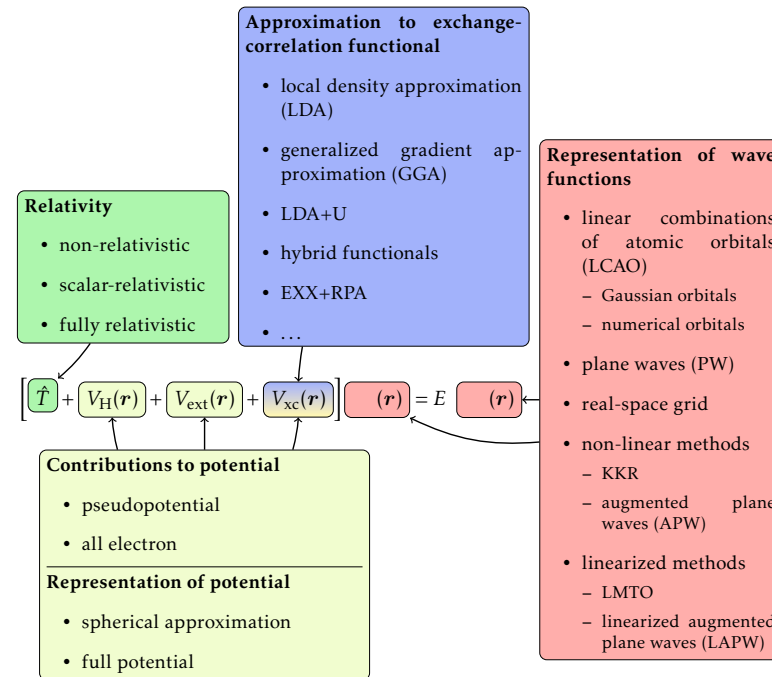 Approximation to exchange-
correlation functional
• local density approximation
(LDA)
• generalized gradient ap-
proximation (GGA)
• LDA+U
• hybrid functionals
• EXX+RPA
• ...
Relativity
• non-relativistic
• scalar-relativistic
• fully relativistic
Representation of wave
functions
• linear combinations
of atomic orbitals
(LCAO)
– Gaussian orbitals
– numerical orbitals
• plane waves (PW)
• real-space grid
• non-linear methods
– KKR
– augmented plane
waves (APW)
• linearized methods
– LMTO
– linearized augmented
plane waves (LAPW)
[T̂ + V_H(r) + V_ext(r) + V_xc(r)] (r) = E (r)
Contributions to potential
• pseudopotential
• all electron
Representation of potential
• spherical approximation
• full potential